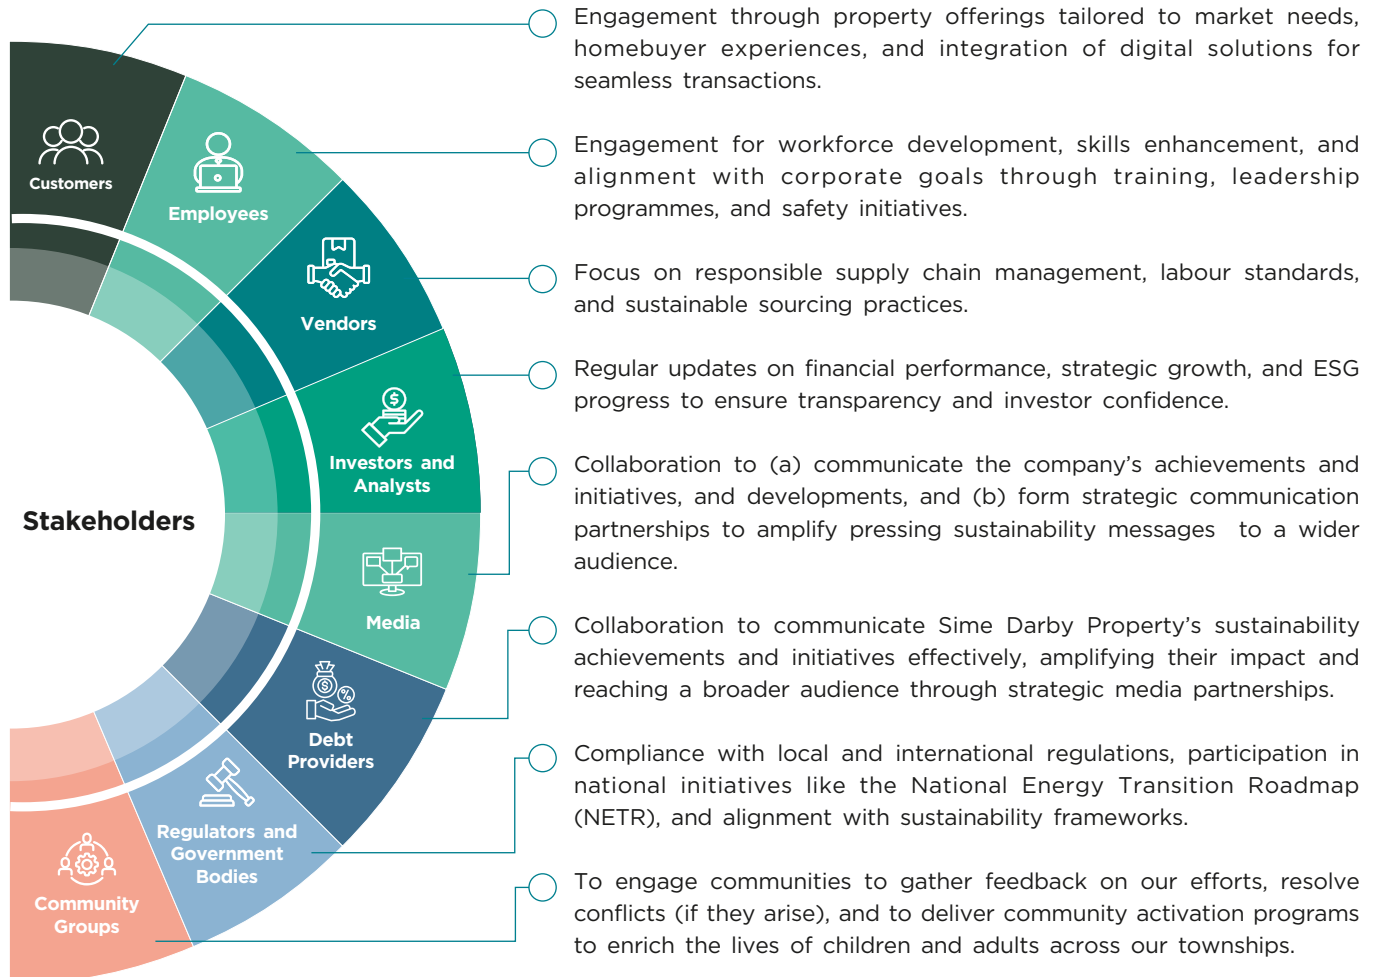 Engagement through property offerings tailored to market needs,
homebuyer experiences, and integration of digital solutions for
seamless transactions.
Customers
Engagement for workforce development, skills enhancement, and
alignment with corporate goals through training, leadership
programmes, and safety initiatives.
Employees
Focus on responsible supply chain management, labour standards,
and sustainable sourcing practices.
Vendors
Regular updates on financial performance, strategic growth, and ESG
progress to ensure transparency and investor confidence.
Investors and
Analysts
Collaboration to (a) communicate the company’s achievements and
initiatives, and developments, and (b) form strategic communication
partnerships to amplify pressing sustainability messages to a wider
audience.
Stakeholders
Media
Collaboration to communicate Sime Darby Property’s sustainability
achievements and initiatives effectively, amplifying their impact and
reaching a broader audience through strategic media partnerships.
Debt
Providers
Compliance with local and international regulations, participation in
national initiatives like the National Energy Transition Roadmap
(NETR), and alignment with sustainability frameworks.
Regulators and
Government
Bodies
To engage communities to gather feedback on our efforts, resolve
conflicts (if they arise), and to deliver community activation programs
to enrich the lives of children and adults across our townships.
Community
Groups